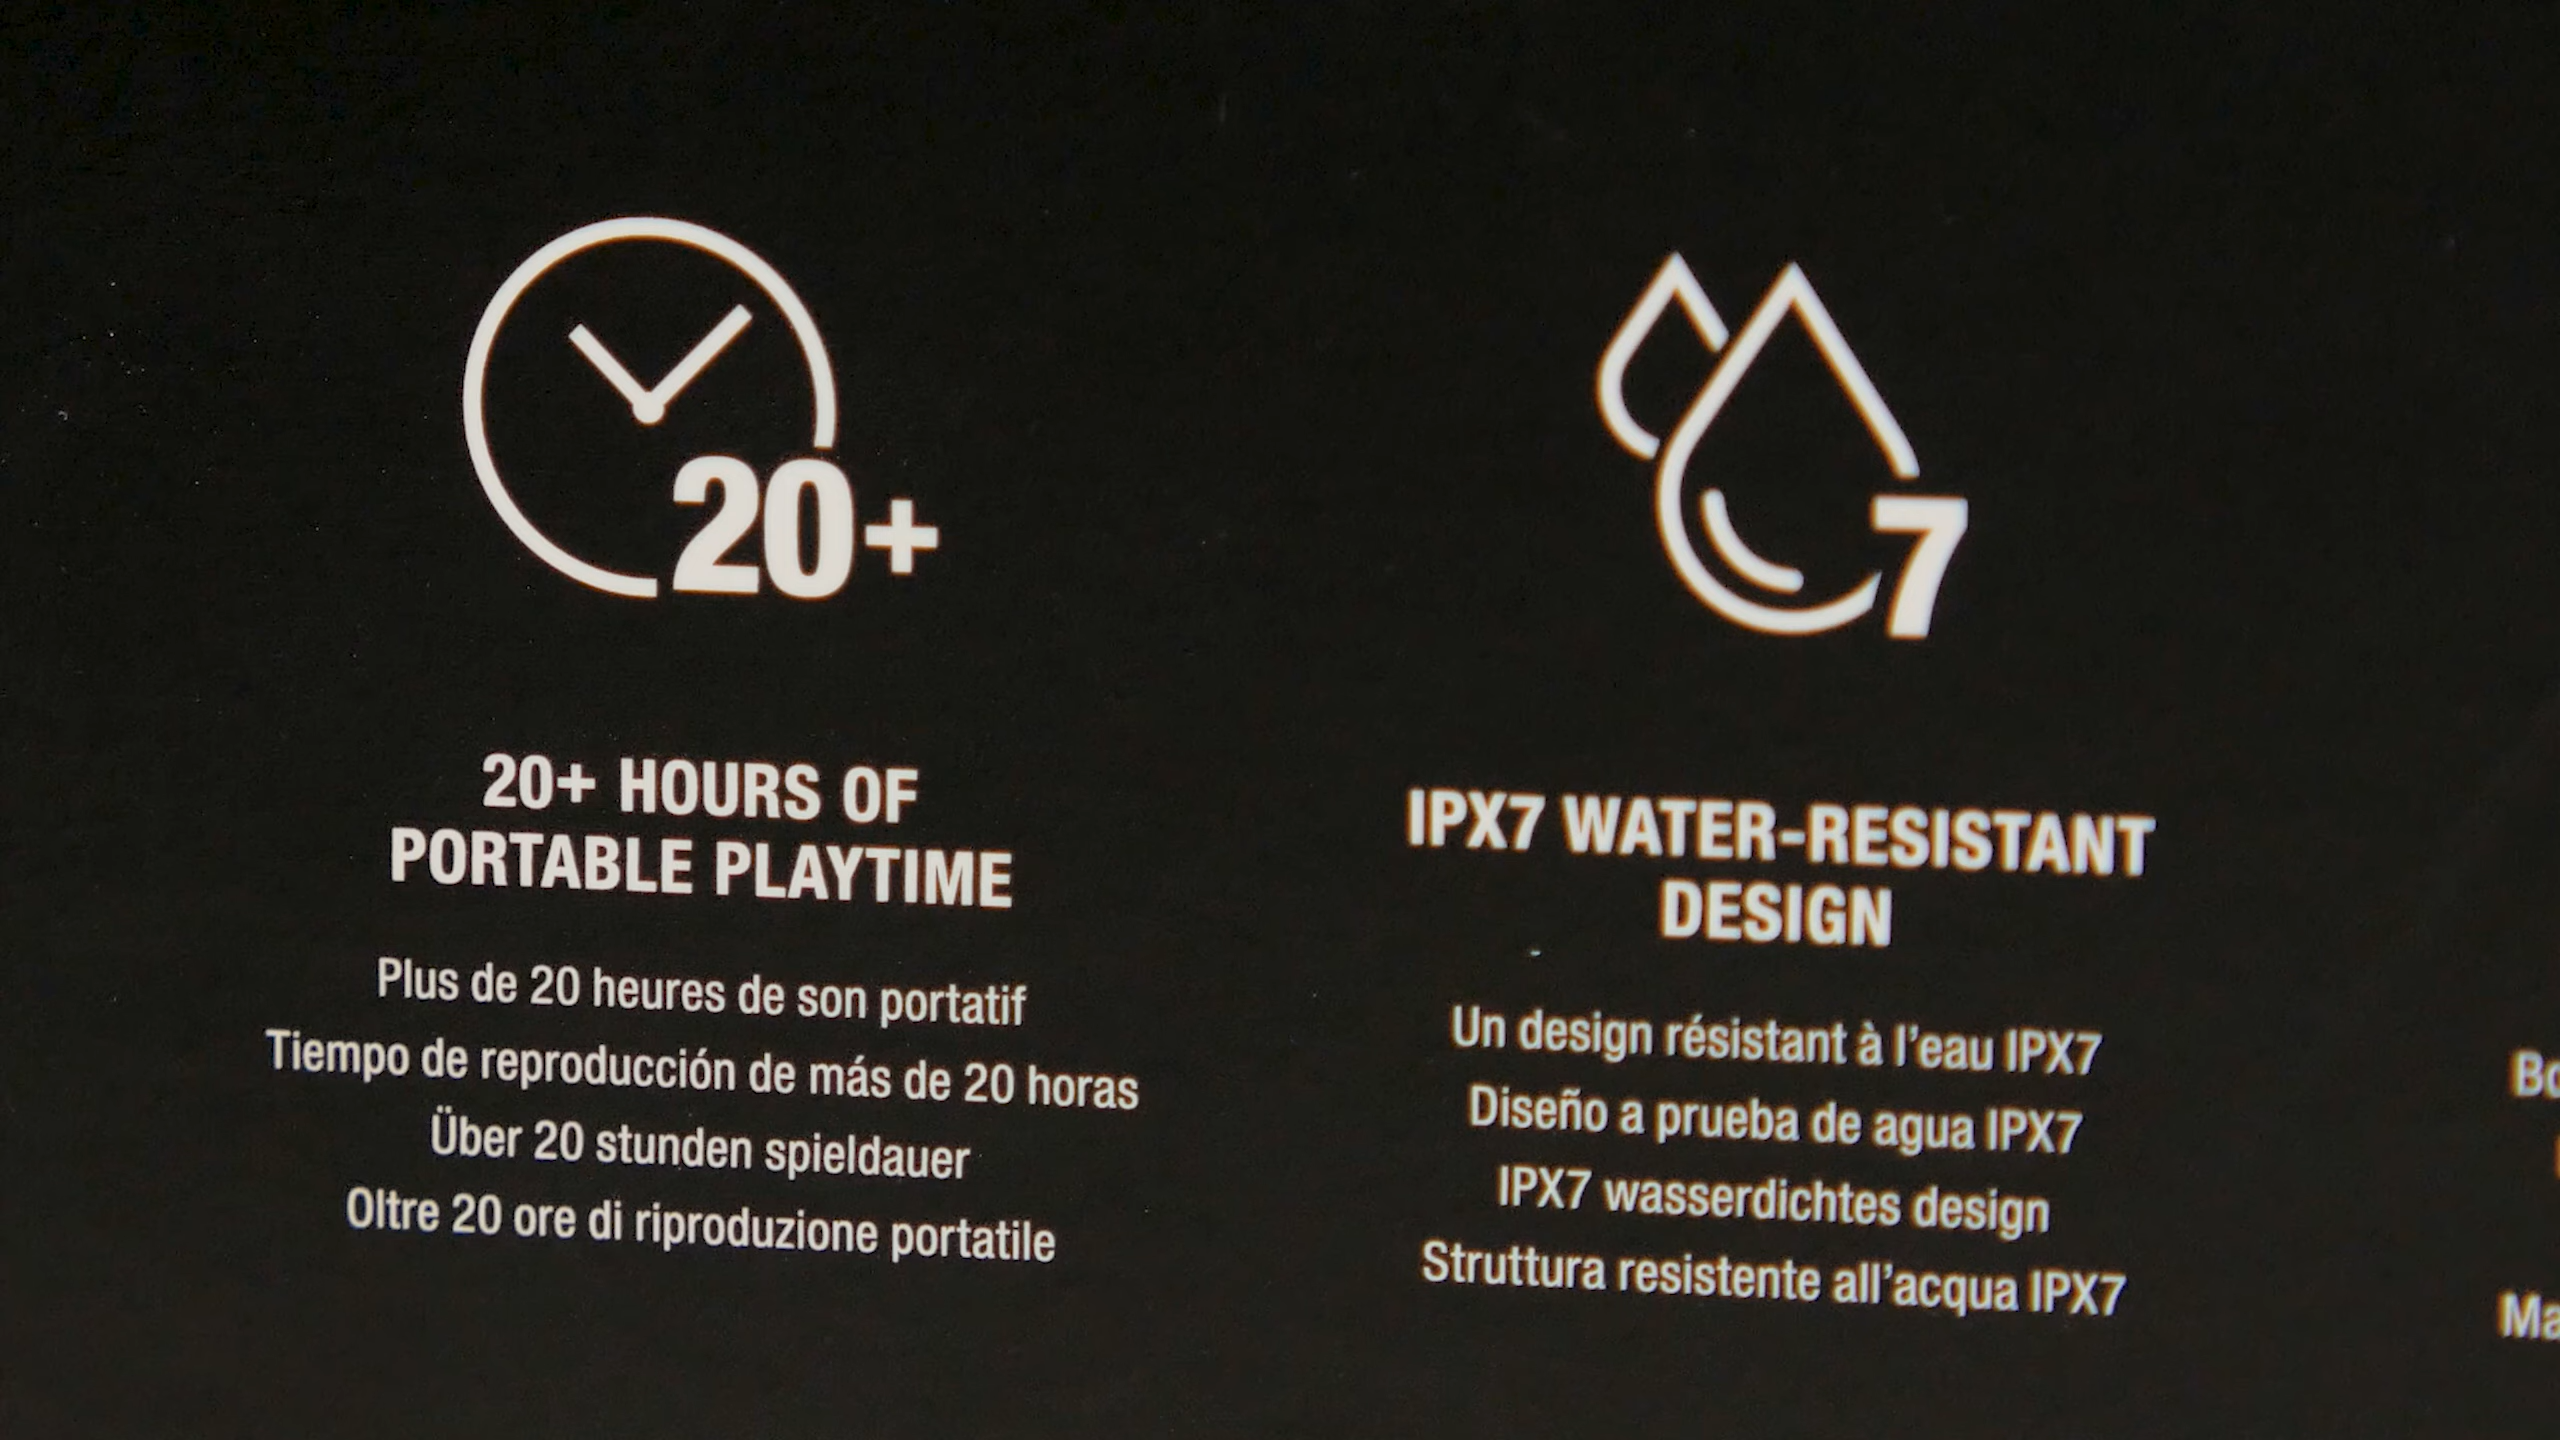 20+
7
20+ HOURS OF
PORTABLE PLAYTIME
Plus de 20 heures de son portatif
Tiempo de reproducción de más de 20 horas
Über 20 stunden spieldauer
Oltre 20 ore di riproduzione portatile
IPX7 WATER-RESISTANT
DESIGN
Un design résistant à l'eau IPX7
Diseño a prueba de agua IPX7
IPX7 wasserdichtes design
Struttura resistente all'acqua IPX7